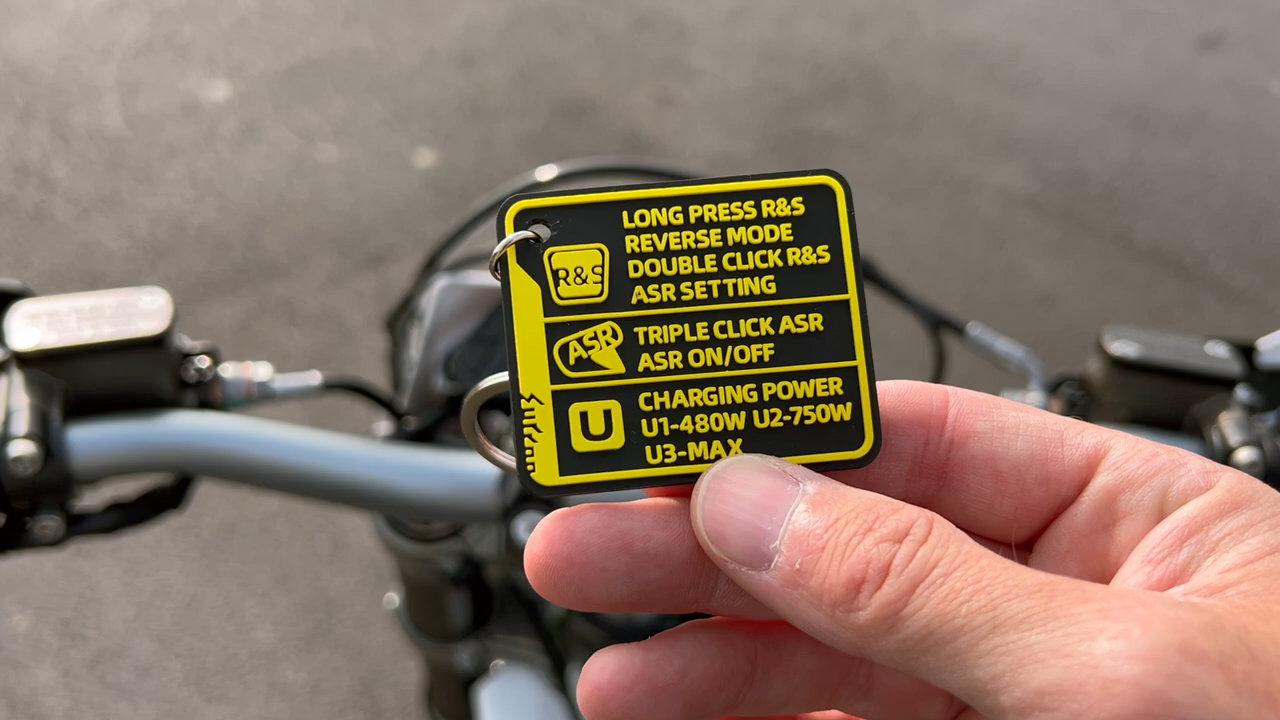 LONG PRESS R&S
REVERSE MODE
DOUBLE CLICK R&S
ASR SETTING
R&S
TRIPLE CLICK ASR
ASR ON/OFF
ASR
CHARGING POWER
U1-480W U2-750W
U3-MAX
U